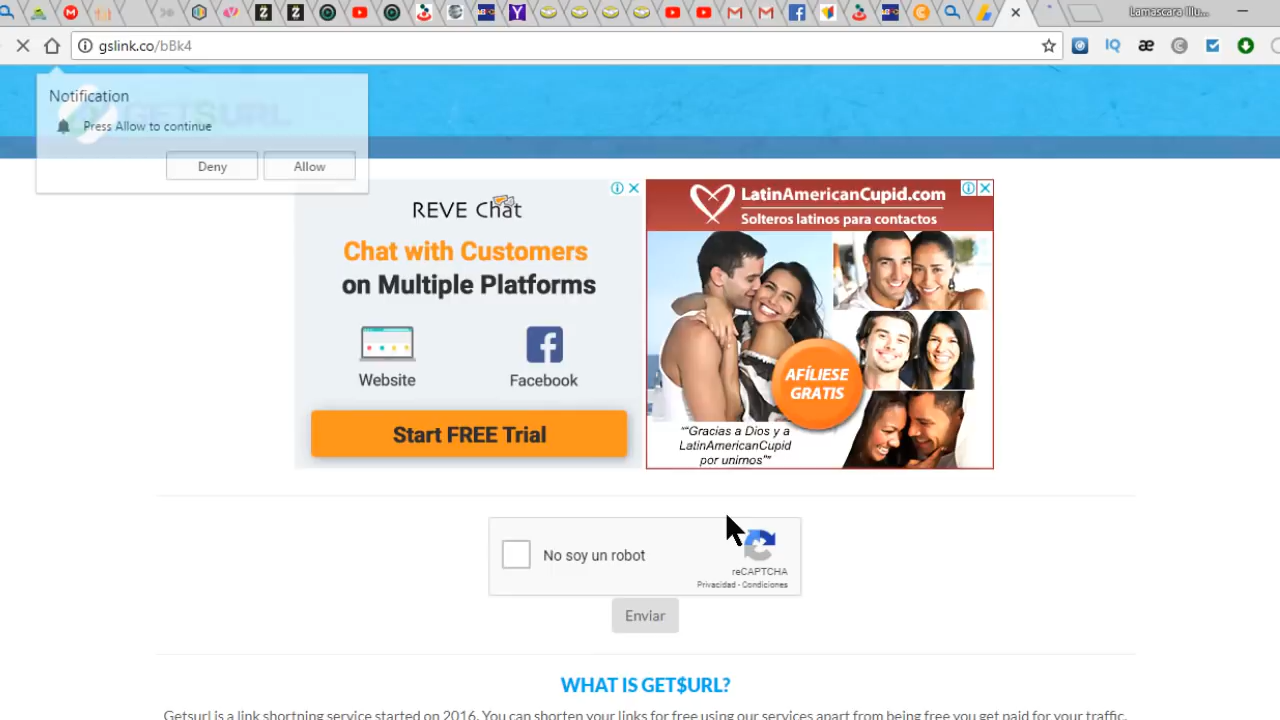 Lamascara Illu...
gslink.co/bBk4
IQ
æ
Notification
Press Allow to continue
Deny
Allow
GETSURL
REVE Chat
Chat with Customers
on Multiple Platforms
Website
Facebook
Start FREE Trial
LatinAmericanCupid.com
Solteros latinos para contactos
AFÍLIESE
GRATIS
"“Gracias a Dios y a
LatinAmericanCupid
por unirnos”"
No soy un robot
reCAPTCHA
Privacidad - Condiciones
Enviar
WHAT IS GET$URL?
Getsurl is a link shortning service started on 2016. You can shorten your links for free using our services apart from being free you get paid for your traffic.